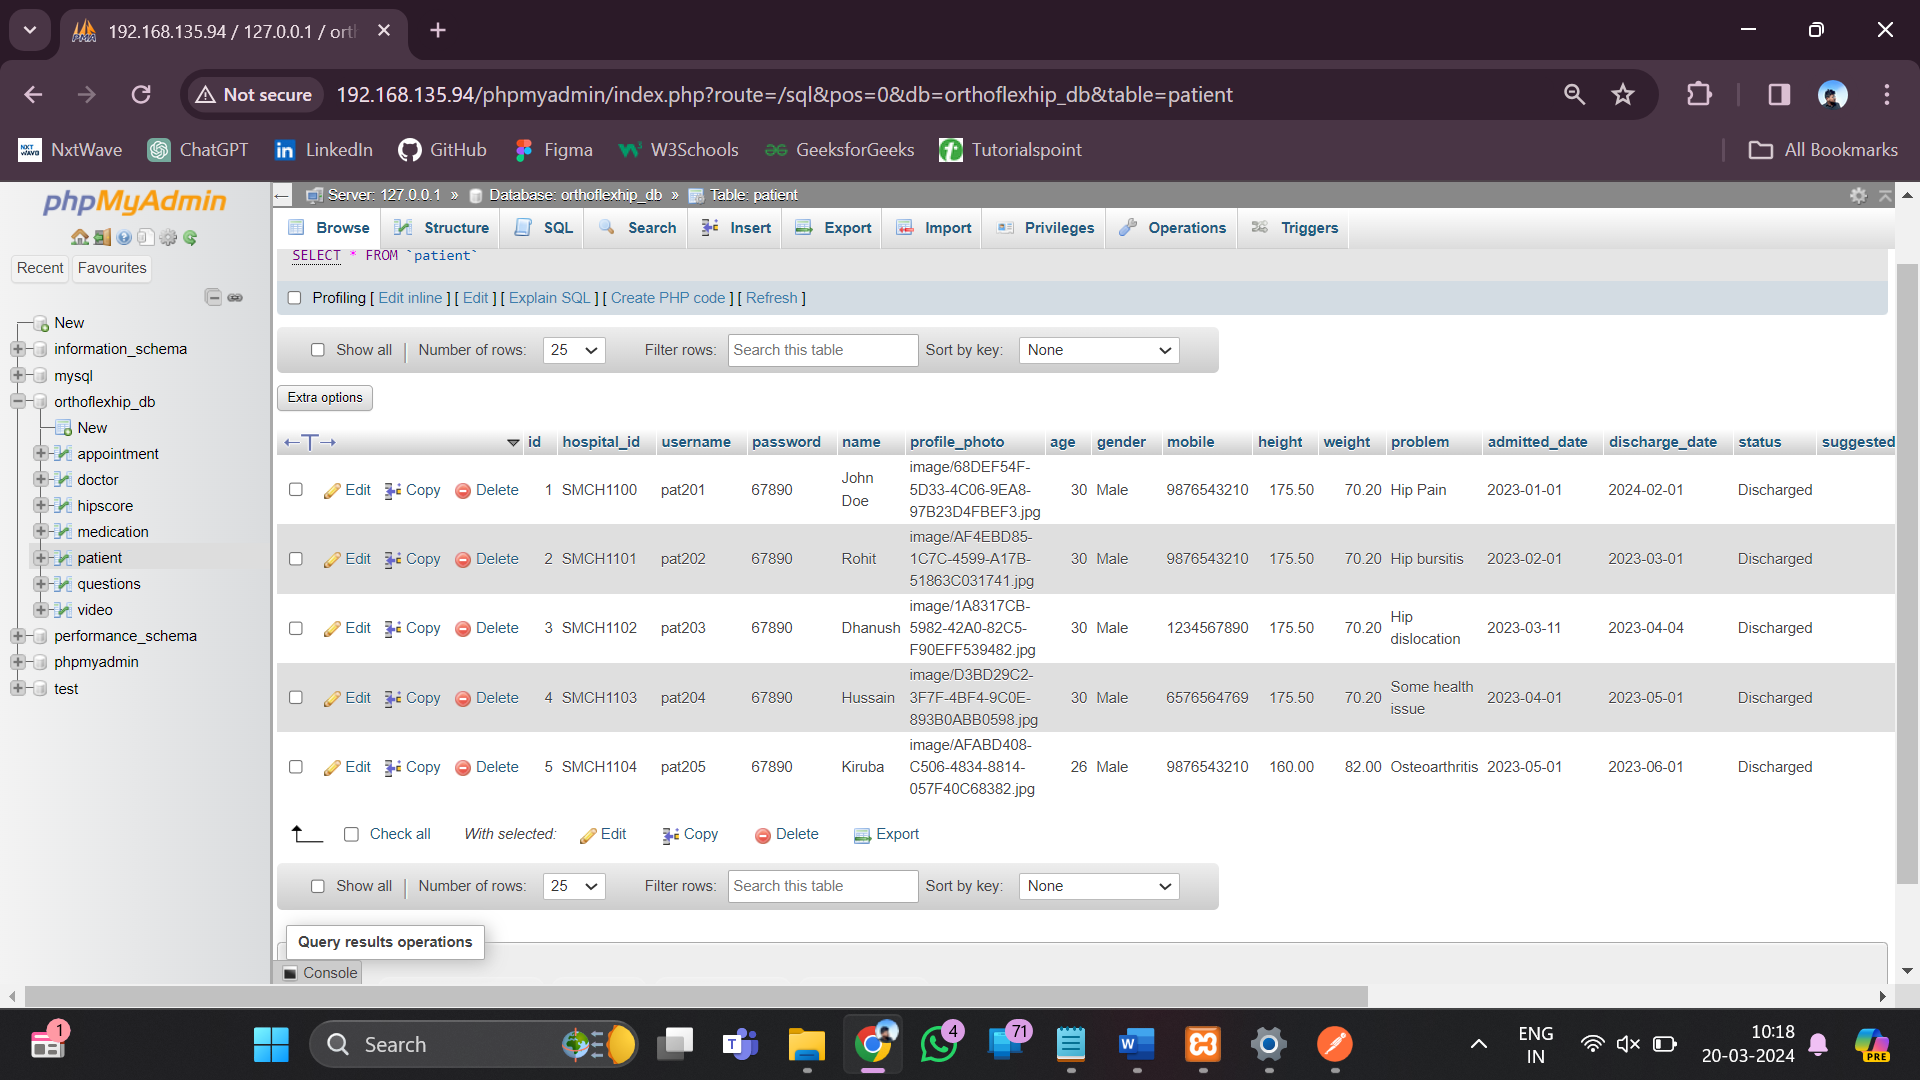 192.168.135.94 / 127.0.0.1 / ort
Not secure
192.168.135.94/phpmyadmin/index.php?route=/sql&pos=0&db=orthoflexhip_db&table=patient
NxtWave
ChatGPT
LinkedIn
GitHub
Figma
W3Schools
GeeksforGeeks
Tutorialspoint
All Bookmarks
phpMyAdmin
Recent
Favourites
New
information_schema
mysql
orthoflexhip_db
New
appointment
doctor
hipscore
medication
patient
questions
video
performance_schema
phpmyadmin
test
Server: 127.0.0.1 » Database: orthoflexhip_db » Table: patient
Browse Structure SQL Search Insert Export Import Privileges Operations Triggers
SELECT * FROM `patient`
Profiling [ Edit inline ] [ Edit ] [ Explain SQL ] [ Create PHP code ] [ Refresh ]
Show all Number of rows: 25 Filter rows: Search this table Sort by key: None
Extra options
id hospital_id username password name profile_photo age gender mobile height weight problem admitted_date discharge_date status suggested
Edit Copy Delete 1 SMCH1100 pat201 67890 John Doe image/68DEF54F-5D33-4C06-9EA8-97B23D4FBEF3.jpg 30 Male 9876543210 175.50 70.20 Hip Pain 2023-01-01 2024-02-01 Discharged
Edit Copy Delete 2 SMCH1101 pat202 67890 Rohit image/AF4EBD85-1C7C-4599-A17B-51863C031741.jpg 30 Male 9876543210 175.50 70.20 Hip bursitis 2023-02-01 2023-03-01 Discharged
Edit Copy Delete 3 SMCH1102 pat203 67890 Dhanush image/1A8317CB-5982-42A0-82C5-F90EFF539482.jpg 30 Male 1234567890 175.50 70.20 Hip dislocation 2023-03-11 2023-04-04 Discharged
Edit Copy Delete 4 SMCH1103 pat204 67890 Hussain image/D3BD29C2-3F7F-4BF4-9C0E-893B0ABB0598.jpg 30 Male 6576564769 175.50 70.20 Some health issue 2023-04-01 2023-05-01 Discharged
Edit Copy Delete 5 SMCH1104 pat205 67890 Kiruba image/AFABD408-C506-4834-8814-057F40C68382.jpg 26 Male 9876543210 160.00 82.00 Osteoarthritis 2023-05-01 2023-06-01 Discharged
Check all With selected: Edit Copy Delete Export
Show all Number of rows: 25 Filter rows: Search this table Sort by key: None
Query results operations
Console
1
Search
4
71
ENG
IN
10:18
20-03-2024
PRE